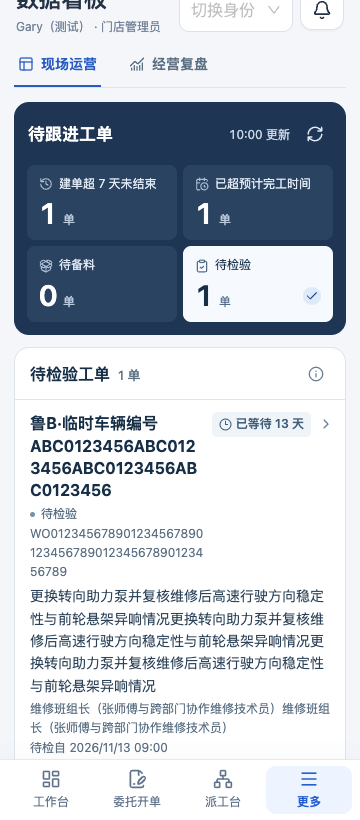 数据看板
Gary（测试） · 门店管理员
切换身份
现场运营
经营复盘
待跟进工单
10:00 更新
建单超 7 天未结束
1 单
已超预计完工时间
1 单
待备料
0 单
待检验
1 单
待检验工单 1 单
鲁B·临时车辆编号
ABC0123456ABC012
3456ABC0123456AB
C0123456
已等待 13 天
待检验
WO012345678901234567890
123456789012345678901234
56789
更换转向助力泵并复核维修后高速行驶方向稳定
性与前轮悬架异响情况更换转向助力泵并复核维
修后高速行驶方向稳定性与前轮悬架异响情况更
换转向助力泵并复核维修后高速行驶方向稳定性
与前轮悬架异响情况
维修班组长（张师傅与跨部门协作维修技术员）维修班组
长（张师傅与跨部门协作维修技术员）
待检自 2026/11/13 09:00
工作台
委托开单
派工台
更多